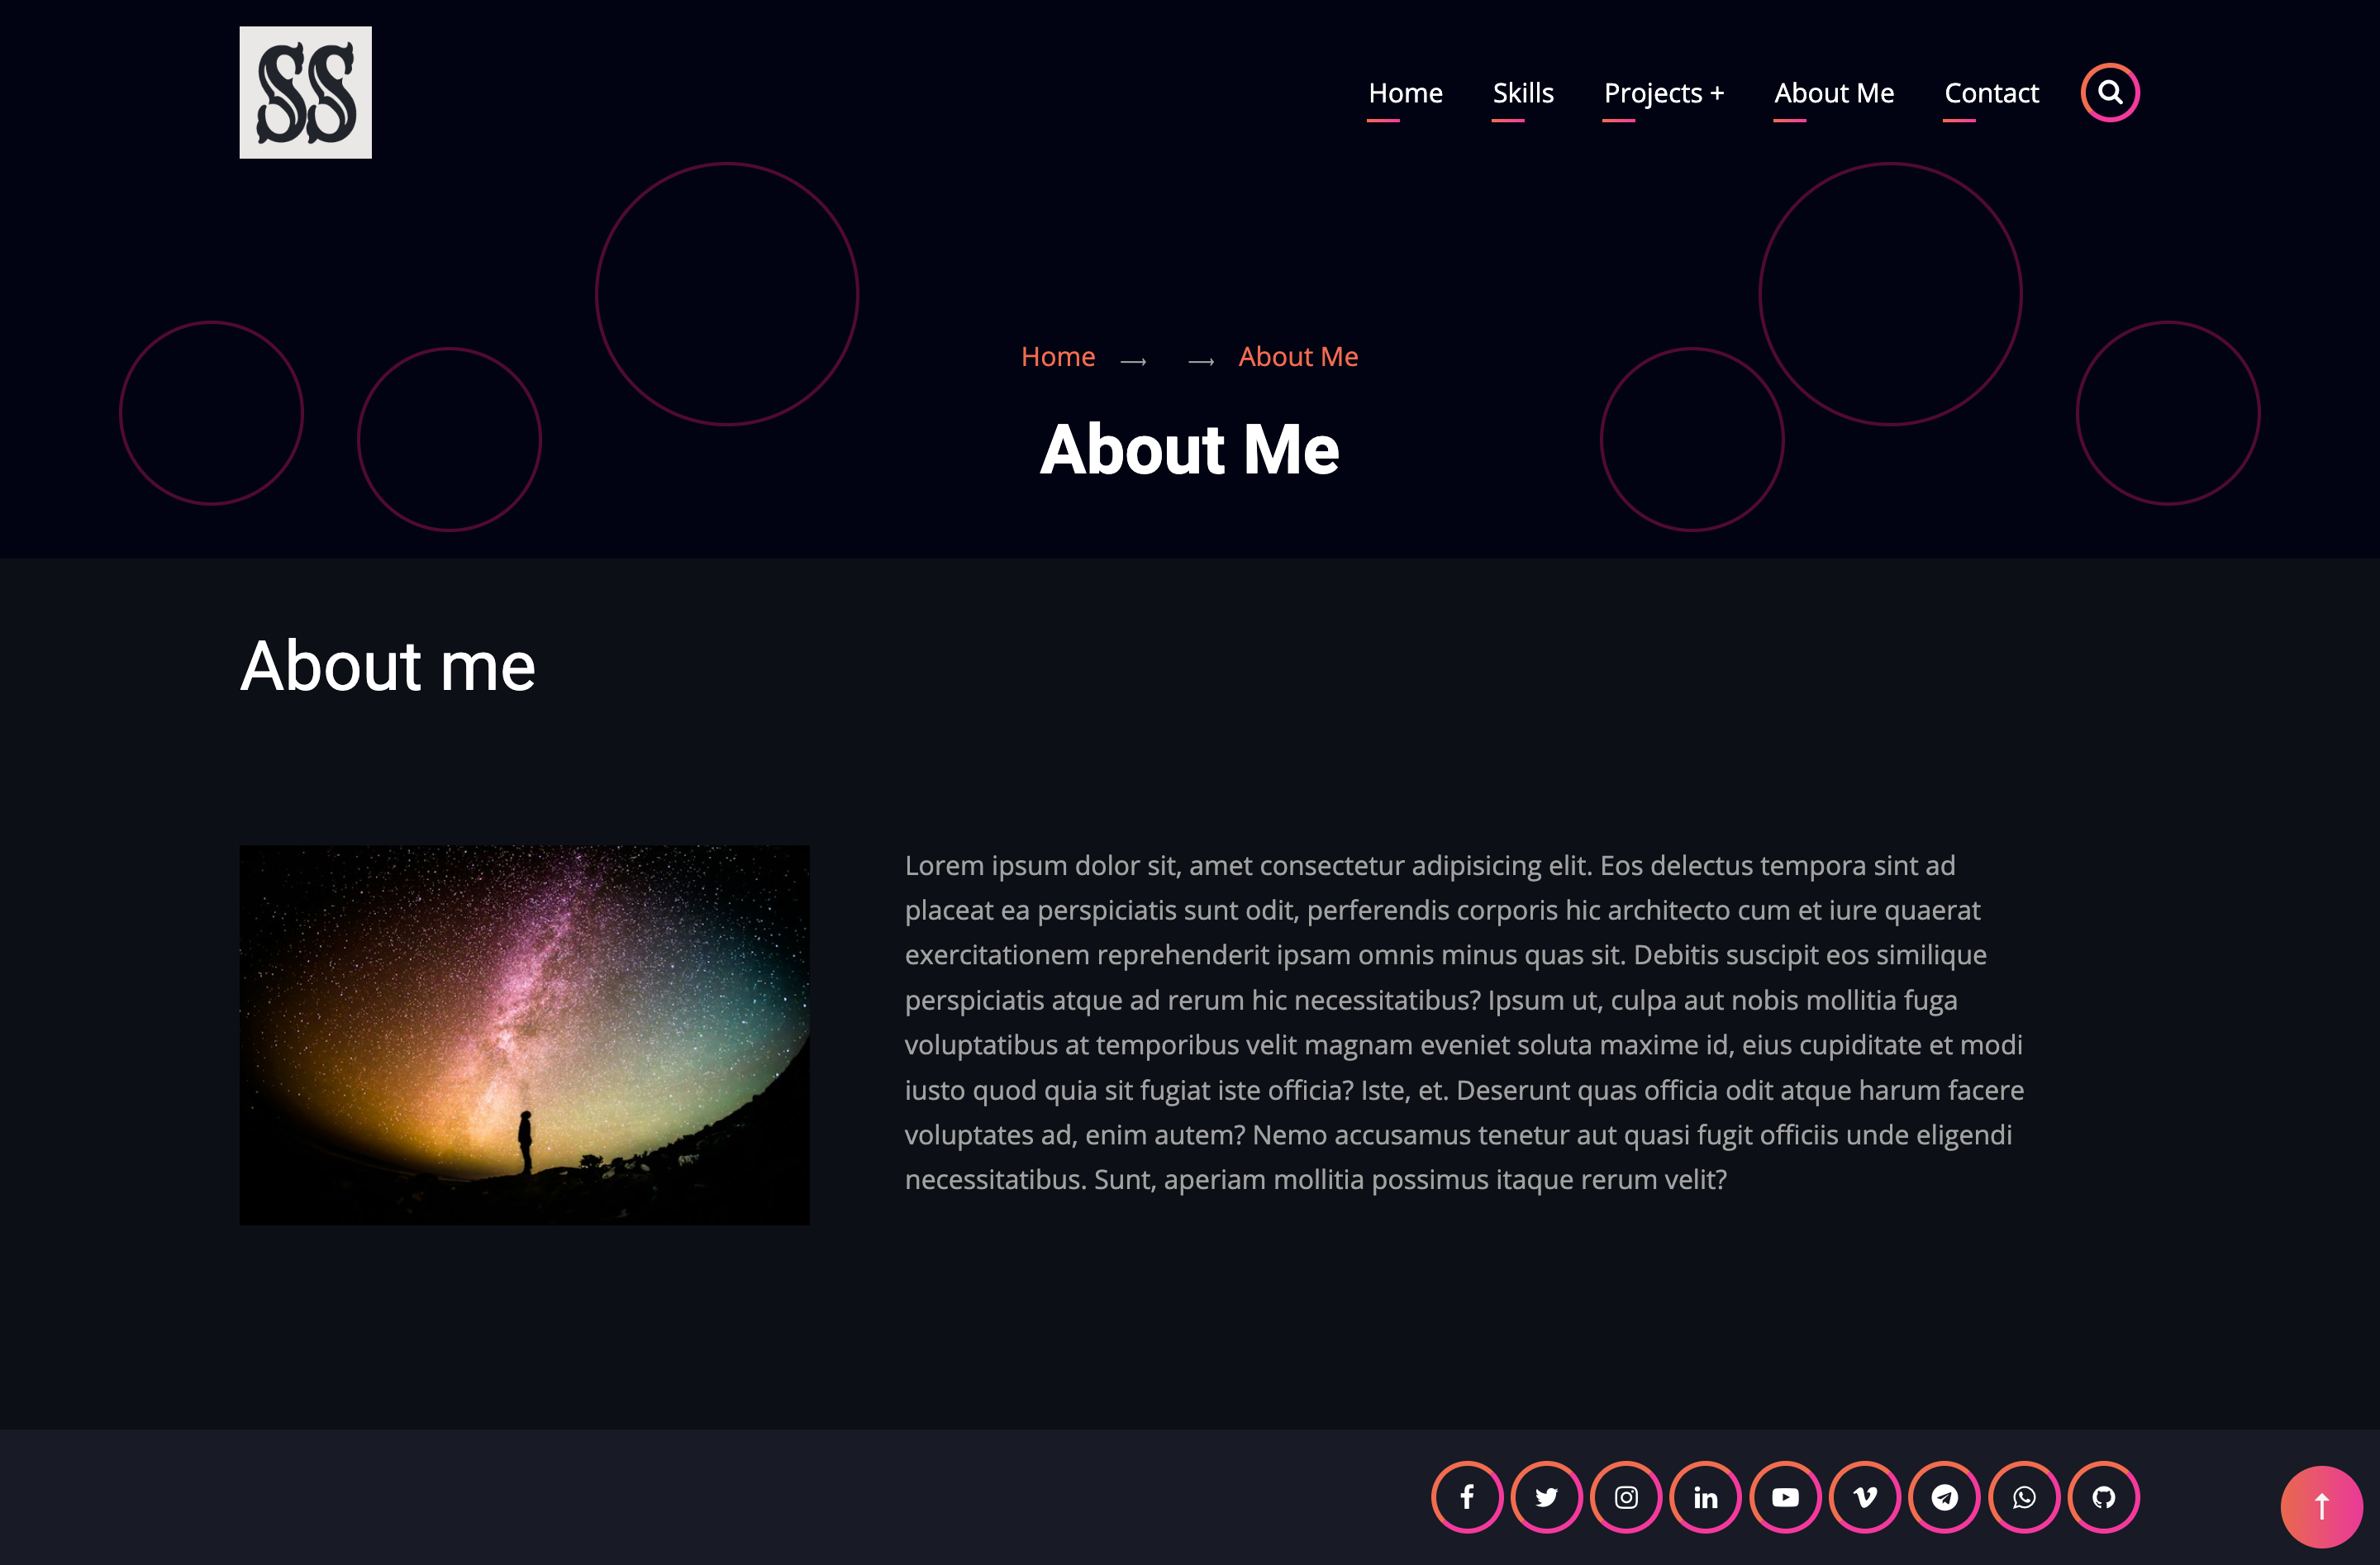 SS
Home Skills Projects + About Me Contact
Home → → About Me
About Me
About me
Lorem ipsum dolor sit, amet consectetur adipisicing elit. Eos delectus tempora sint ad
placeat ea perspiciatis sunt odit, perferendis corporis hic architecto cum et iure quaerat
exercitationem reprehenderit ipsam omnis minus quas sit. Debitis suscipit eos similique
perspiciatis atque ad rerum hic necessitatibus? Ipsum ut, culpa aut nobis mollitia fuga
voluptatibus at temporibus velit magnam eveniet soluta maxime id, eius cupiditate et modi
iusto quod quia sit fugiat iste officia? Iste, et. Deserunt quas officia odit atque harum facere
voluptates ad, enim autem? Nemo accusamus tenetur aut quasi fugit officiis unde eligendi
necessitatibus. Sunt, aperiam mollitia possimus itaque rerum velit?